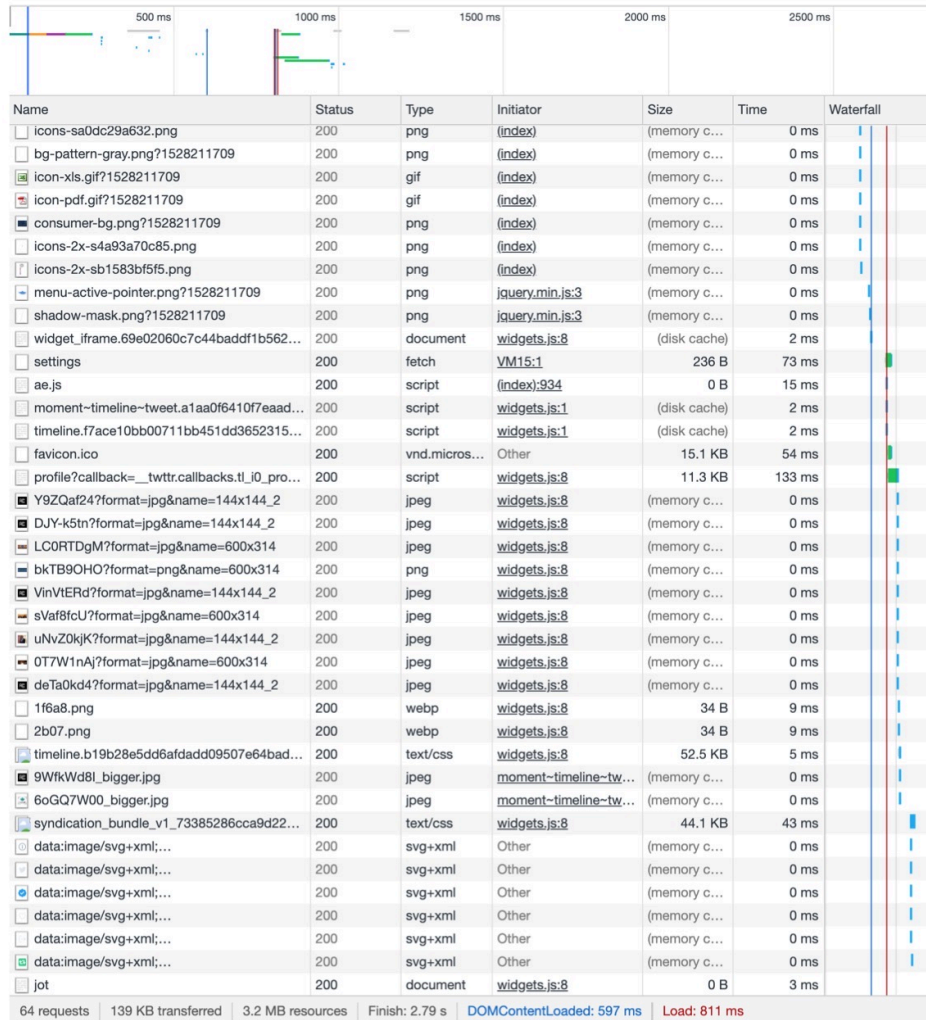 500 ms 1000 ms 1500 ms 2000 ms 2500 ms
Name Status Type Initiator Size Time Waterfall
icons-sa0dc29a632.png 200 png (index) (memory c... 0 ms
bg-pattern-gray.png?1528211709 200 png (index) (memory c... 0 ms
icon-xls.gif?1528211709 200 gif (index) (memory c... 0 ms
icon-pdf.gif?1528211709 200 gif (index) (memory c... 0 ms
consumer-bg.png?1528211709 200 png (index) (memory c... 0 ms
icons-2x-s4a93a70c85.png 200 png (index) (memory c... 0 ms
icons-2x-sb1583bf5f5.png 200 png (index) (memory c... 0 ms
menu-active-pointer.png?1528211709 200 png jquery.min.js:3 (memory c... 0 ms
shadow-mask.png?1528211709 200 png jquery.min.js:3 (memory c... 0 ms
widget_iframe.69e02060c7c44baddf1b562... 200 document widgets.js:8 (disk cache) 2 ms
settings 200 fetch VM15:1 236 B 73 ms
ae.js 200 script (index):934 0 B 15 ms
moment~timeline~tweet.a1aa0f6410f7eaad... 200 script widgets.js:1 (disk cache) 2 ms
timeline.f7ace10bb00711bb451dd3652315... 200 script widgets.js:1 (disk cache) 2 ms
favicon.ico 200 vnd.micros... Other 15.1 KB 54 ms
profile?callback=__twttr.callbacks.tl_i0_pro... 200 script widgets.js:8 11.3 KB 133 ms
Y9ZQaf24?format=jpg&name=144x144_2 200 jpeg widgets.js:8 (memory c... 0 ms
DJY-k5tn?format=jpg&name=144x144_2 200 jpeg widgets.js:8 (memory c... 0 ms
LC0RTDgM?format=jpg&name=600x314 200 jpeg widgets.js:8 (memory c... 0 ms
bkTB9OHO?format=png&name=600x314 200 png widgets.js:8 (memory c... 0 ms
VinVtERd?format=jpg&name=144x144_2 200 jpeg widgets.js:8 (memory c... 0 ms
sVaf8fcU?format=jpg&name=600x314 200 jpeg widgets.js:8 (memory c... 0 ms
uNvZ0kjK?format=jpg&name=144x144_2 200 jpeg widgets.js:8 (memory c... 0 ms
0T7W1nAj?format=jpg&name=600x314 200 jpeg widgets.js:8 (memory c... 0 ms
deTa0kd4?format=jpg&name=144x144_2 200 jpeg widgets.js:8 (memory c... 0 ms
1f6a8.png 200 webp widgets.js:8 34 B 9 ms
2b07.png 200 webp widgets.js:8 34 B 9 ms
timeline.b19b28e5dd6afdadd09507e64bad... 200 text/css widgets.js:8 52.5 KB 5 ms
9WfkWd8I_bigger.jpg 200 jpeg moment~timeline~tw... (memory c... 0 ms
6oGQ7W00_bigger.jpg 200 jpeg moment~timeline~tw... (memory c... 0 ms
syndication_bundle_v1_73385286cca9d22... 200 text/css widgets.js:8 44.1 KB 43 ms
data:image/svg+xml;... 200 svg+xml Other (memory c... 0 ms
data:image/svg+xml;... 200 svg+xml Other (memory c... 0 ms
data:image/svg+xml;... 200 svg+xml Other (memory c... 0 ms
data:image/svg+xml;... 200 svg+xml Other (memory c... 0 ms
data:image/svg+xml;... 200 svg+xml Other (memory c... 0 ms
data:image/svg+xml;... 200 svg+xml Other (memory c... 0 ms
jot 200 document widgets.js:8 0 B 3 ms
64 requests 139 KB transferred 3.2 MB resources Finish: 2.79 s DOMContentLoaded: 597 ms Load: 811 ms